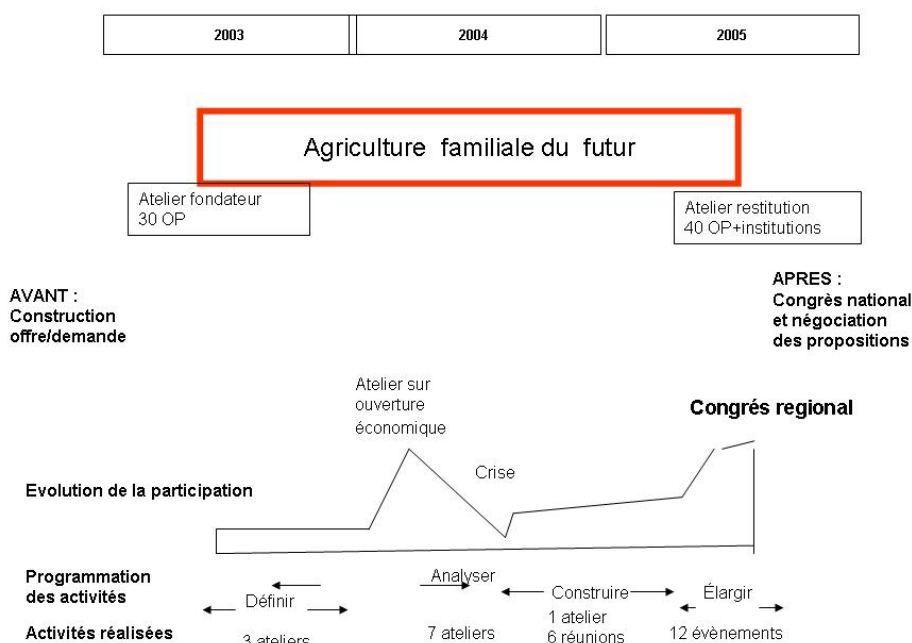 2003
2004
2005
Agriculture familiale du futur
Atelier fondateur
30 OP
Atelier restitution
40 OP+institutions
AVANT :
Construction
offre/demande
APRES :
Congrès national
et négociation
des propositions
Atelier sur
ouverture
économique
Congrés regional
Crise
Evolution de la participation
Programmation
des activités
Définir
Analyser
Construire
Élargir
Activités réalisées
3 ateliers
7 ateliers
1 atelier
6 réunions
12 évènements